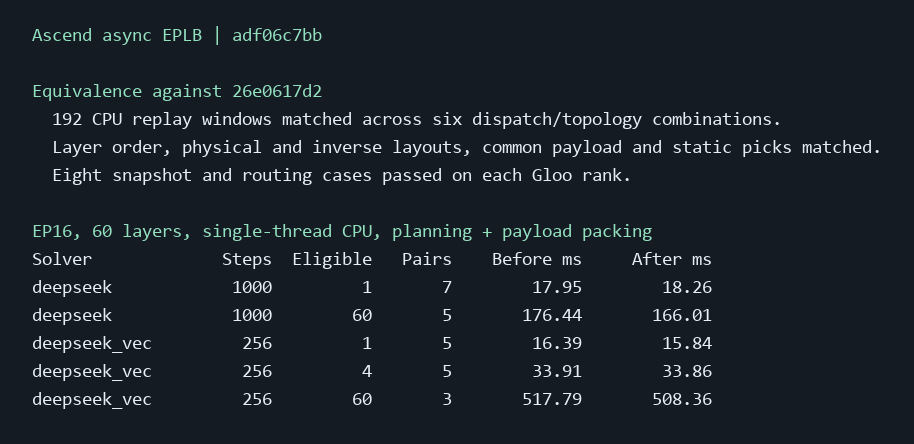 Ascend async EPLB | adf06c7bb
Equivalence against 26e0617d2
192 CPU replay windows matched across six dispatch/topology combinations.
Layer order, physical and inverse layouts, common payload and static picks matched.
Eight snapshot and routing cases passed on each Gloo rank.
EP16, 60 layers, single-thread CPU, planning + payload packing
Solver Steps Eligible Pairs Before ms After ms
deepseek 1000 1 7 17.95 18.26
deepseek 1000 60 5 176.44 166.01
deepseek_vec 256 1 5 16.39 15.84
deepseek_vec 256 4 5 33.91 33.86
deepseek_vec 256 60 3 517.79 508.36